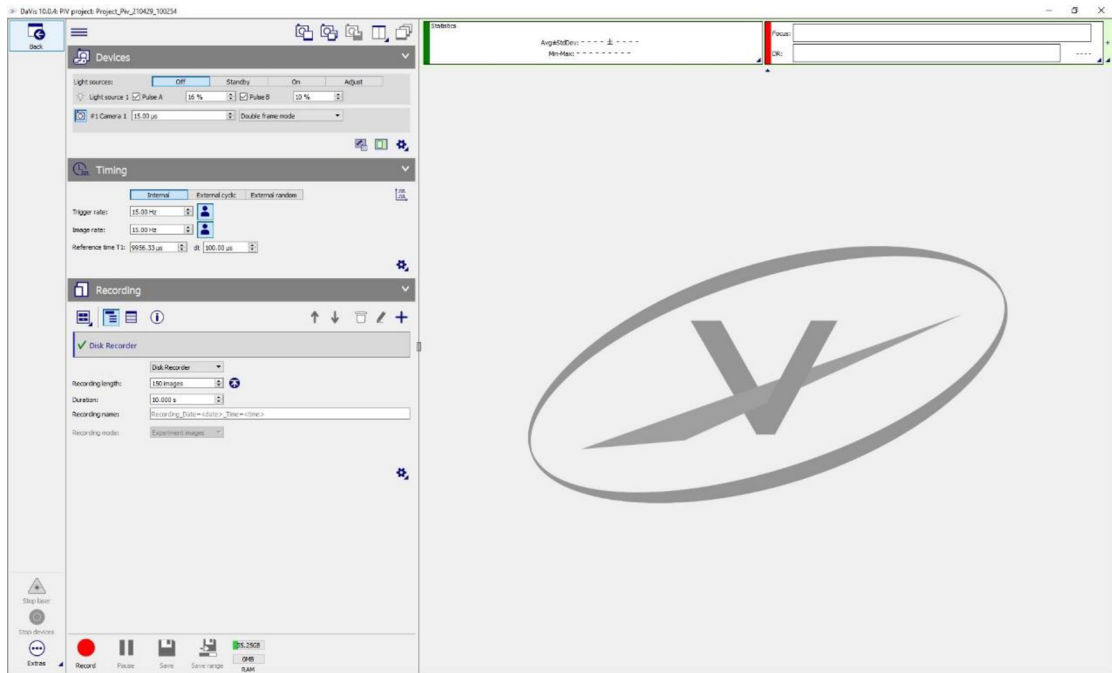 DaVis 10.0.4: PIV project: Project_Piv_210429_100254
Back
Devices
Light sources: Off Standby On Adjust
Light source 1 Pulse A 16 % Pulse B 10 %
#1 Camera 1 15.00 µs Double frame mode
Timing
Internal External cyclic External random
Trigger rate: 15.00 Hz
Image rate: 15.00 Hz
Reference time T1: 9956.33 µs dt 100.00 µs
Recording
Disk Recorder
Disk Recorder
Recording length: 150 images
Duration: 10.000 s
Recording name: Recording_Date=<date>_Time=<time>
Recording mode: Experiment images
Stop laser
Stop devices
Extras
Record Pause Save Save range
0MB
RAM
Statistics
Avg±StdDev: - - - - ± - - - -
Min-Max: - - - - - - - - -
Focus:
- - - -
V